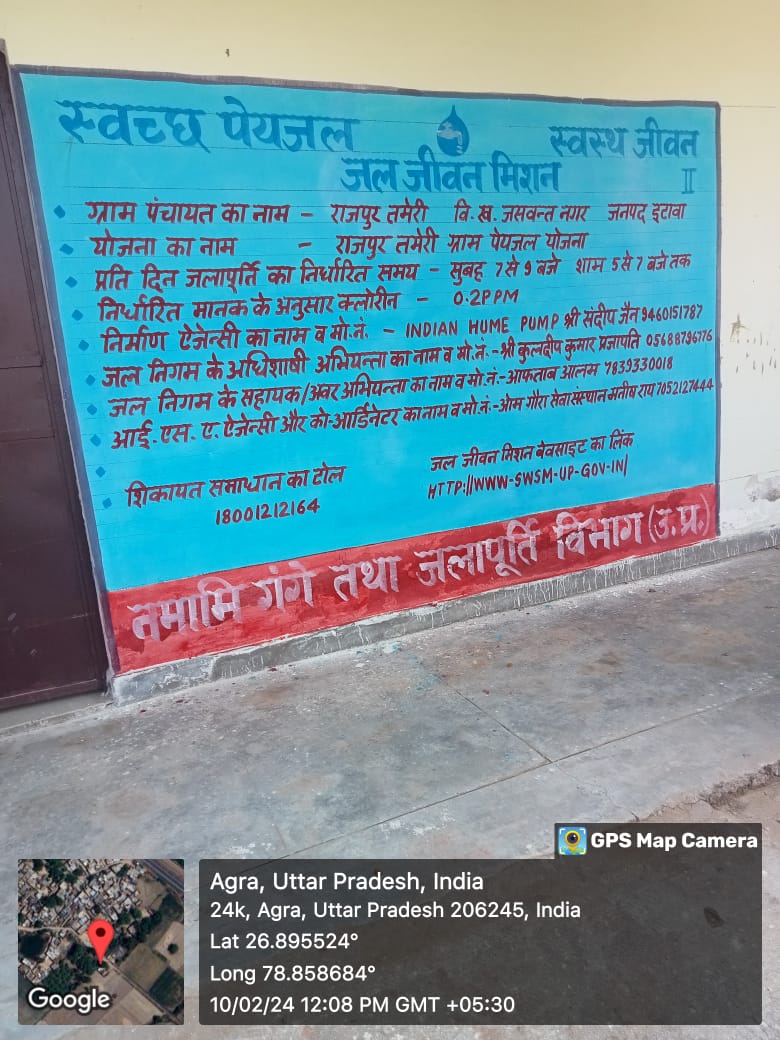 स्वच्छ पेयजल स्वस्थ जीवन
जल जीवन मिशन II
ग्राम पंचायत का नाम - राजपुर तमेरी वि.ख. जसवन्त नगर जनपद इटावा
योजना का नाम - राजपुर तमेरी ग्राम पेयजल योजना
प्रति दिन जलापूर्ति का निर्धारित समय - सुबह 7 से 9 बजे शाम 5 से 7 बजे तक
निर्धारित मानक के अनुसार क्लोरीन - 0.2PPM
निर्माण ऐजेन्सी का नाम व मो.नं. - INDIAN HUME PUMP श्री संदीप जैन 9460151787
जल निगम के अधिशाषी अभियन्ता का नाम व मो.नं.-श्री कुलदीप कुमार प्रजापति 05688796776
जल निगम के सहायक/अवर अभियन्ता का नाम व मो.नं.-आफताब आलम 7839330018
आई.एस.ए. ऐजेन्सी और को-आर्डिनेटर का नाम व मो.नं.-ओम गौरा सेवा संस्थान मनीष राय 7052127444
शिकायत समाधान का टोल
18001212164
जल जीवन मिशन बेवसाइट का लिंक
HTTP://WWW-SWSM-UP-GOV-IN/
नमामि गंगे तथा जलापूर्ति विभाग (उ.प्र.)
GPS Map Camera
Agra, Uttar Pradesh, India
24k, Agra, Uttar Pradesh 206245, India
Lat 26.895524°
Long 78.858684°
10/02/24 12:08 PM GMT +05:30
Google